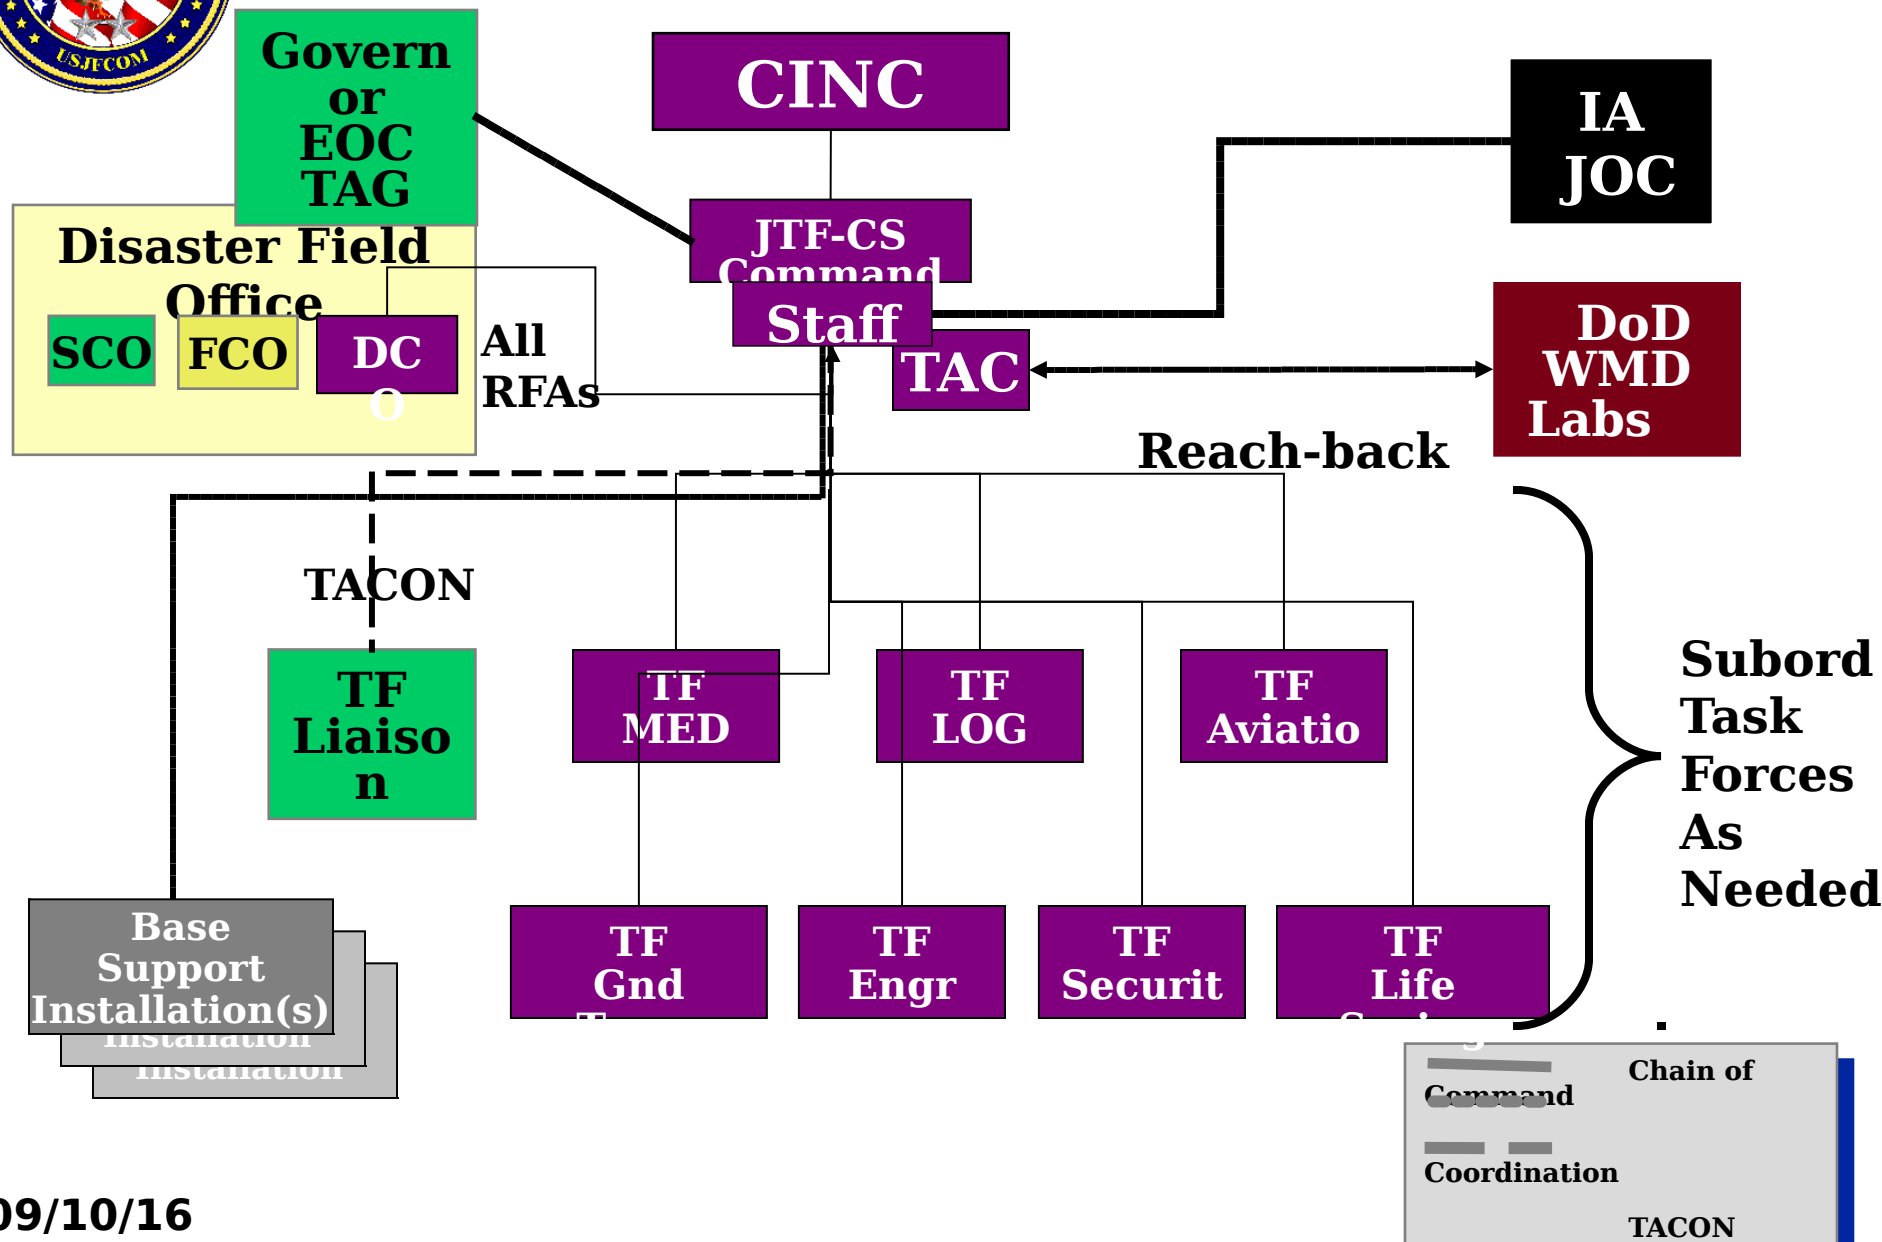 USJFCOM
Govern
or
EOC
TAG
CINC
IA
JOC
JTF-CS
Command
Staff
TAC
DoD
WMD
Labs
Disaster Field
Office
SCO
FCO
DC
O
All
RFAs
Reach-back
TACON
TF
Liaiso
n
TF
MED
TF
LOG
TF
Aviatio
Subord
Task
Forces
As
Needed
Base
Support
Installation(s)
Installation
Installation
TF
Gnd
TF
Engr
TF
Securit
TF
Life
g
Chain of
Command
Coordination
TACON
09/10/16